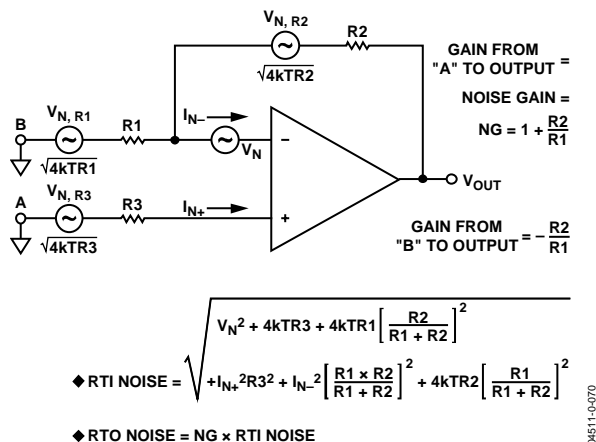 V_N, R2
R2
√4kTR2
GAIN FROM
"A" TO OUTPUT =
NOISE GAIN =
NG = 1 + R2/R1
B
V_N, R1
R1
I_N–
√4kTR1
V_N
–
A
V_N, R3
R3
I_N+
√4kTR3
+
V_OUT
GAIN FROM
"B" TO OUTPUT = – R2/R1
◆ RTI NOISE = √ V_N² + 4kTR3 + 4kTR1 [R2/(R1 + R2)]²
+I_N+²R3² + I_N–² [(R1 × R2)/(R1 + R2)]² + 4kTR2 [R1/(R1 + R2)]²
◆ RTO NOISE = NG × RTI NOISE
04511-0-070